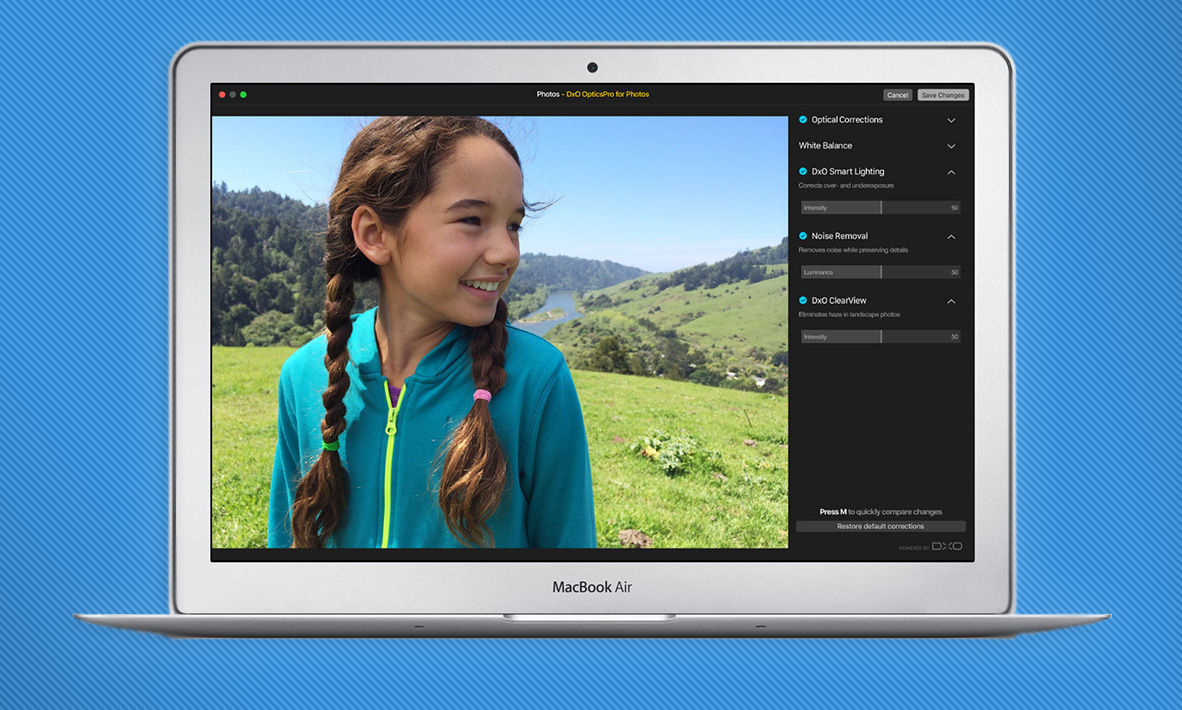 Photos - DxO OpticsPro for Photos
Cancel
Save Changes
Optical Corrections
White Balance
DxO Smart Lighting
Corrects over- and underexposure
Intensity 50
Noise Removal
Removes noise while preserving details
Luminance 50
DxO ClearView
Eliminates haze in landscape photos
Intensity 50
Press M to quickly compare changes
Restore default corrections
POWERED BY DXO
MacBook Air